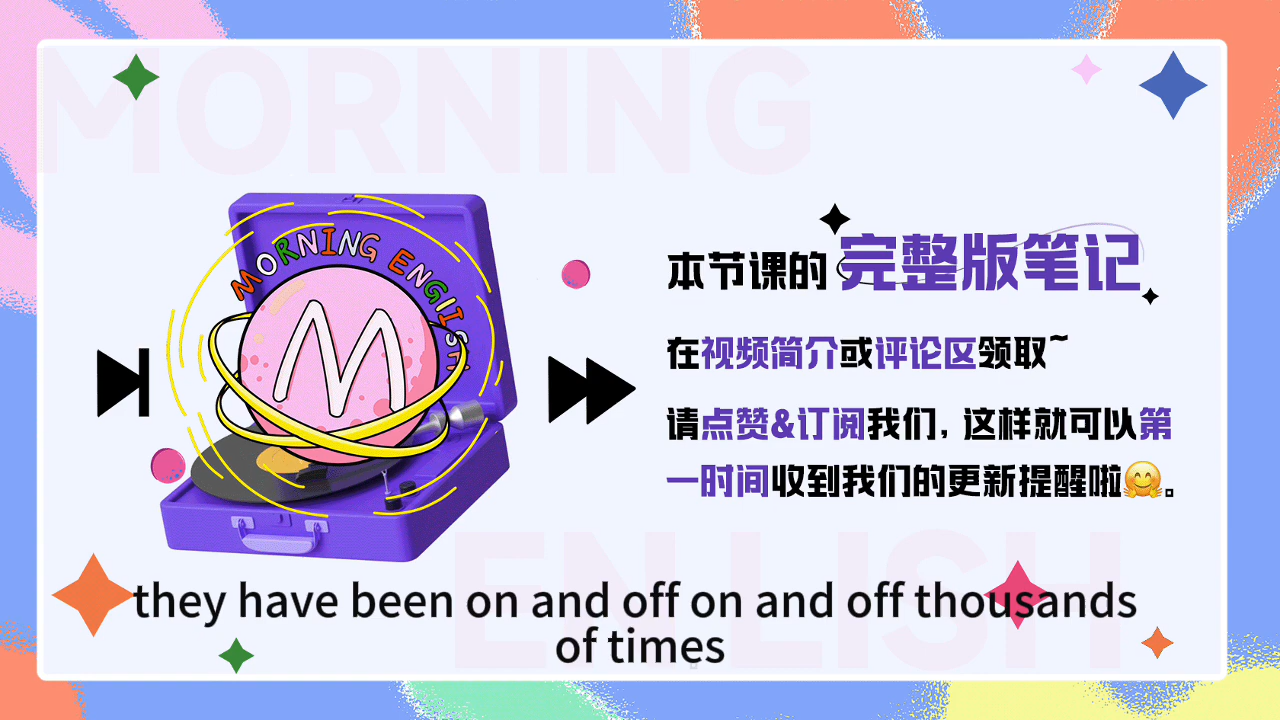 MORNING
MORNING ENGLISH
M
本节课的 完整版笔记
在视频简介或评论区领取~
请点赞&订阅我们，这样就可以第
一时间收到我们的更新提醒啦🤗。
EN LISH
they have been on and off on and off thousands
of times